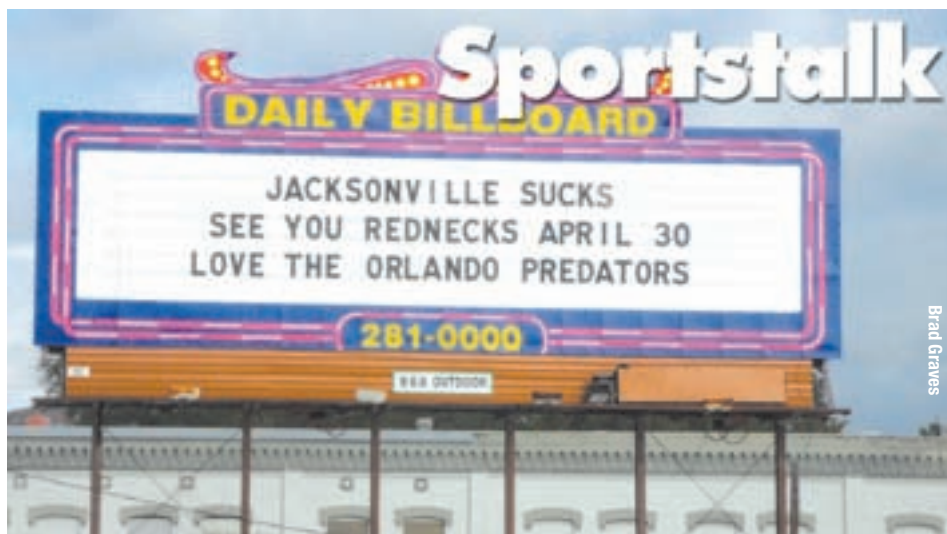 Sportstalk
DAILY BILLBOARD
JACKSONVILLE SUCKS
SEE YOU REDNECKS APRIL 30
LOVE THE ORLANDO PREDATORS
281-0000
OUTDOOR
Brad Graves